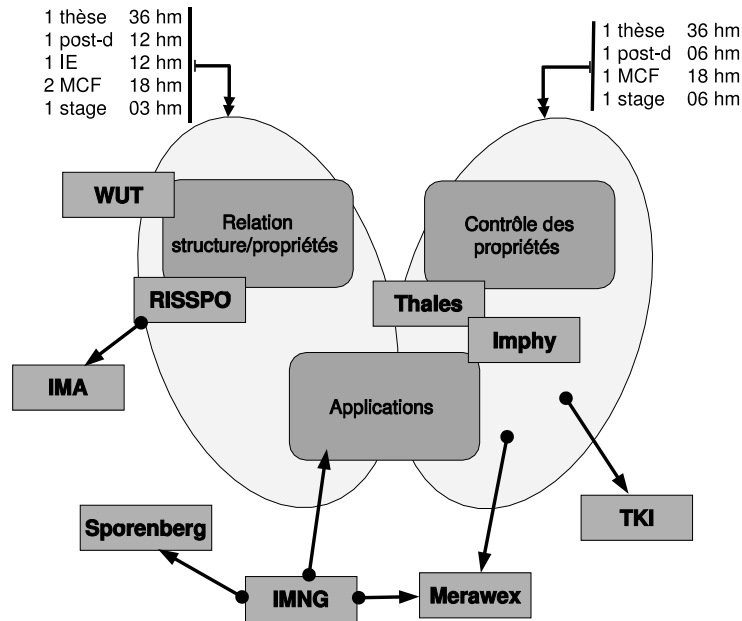 1 thèse 36 hm
1 post-d 12 hm
1 IE 12 hm
2 MCF 18 hm
1 stage 03 hm
1 thèse 36 hm
1 post-d 06 hm
1 MCF 18 hm
1 stage 06 hm
WUT
Relation
structure/propriétés
Contrôle des
propriétés
RISSPO
Thales
Imphy
IMA
Applications
TKI
Sporenberg
IMNG
Merawex